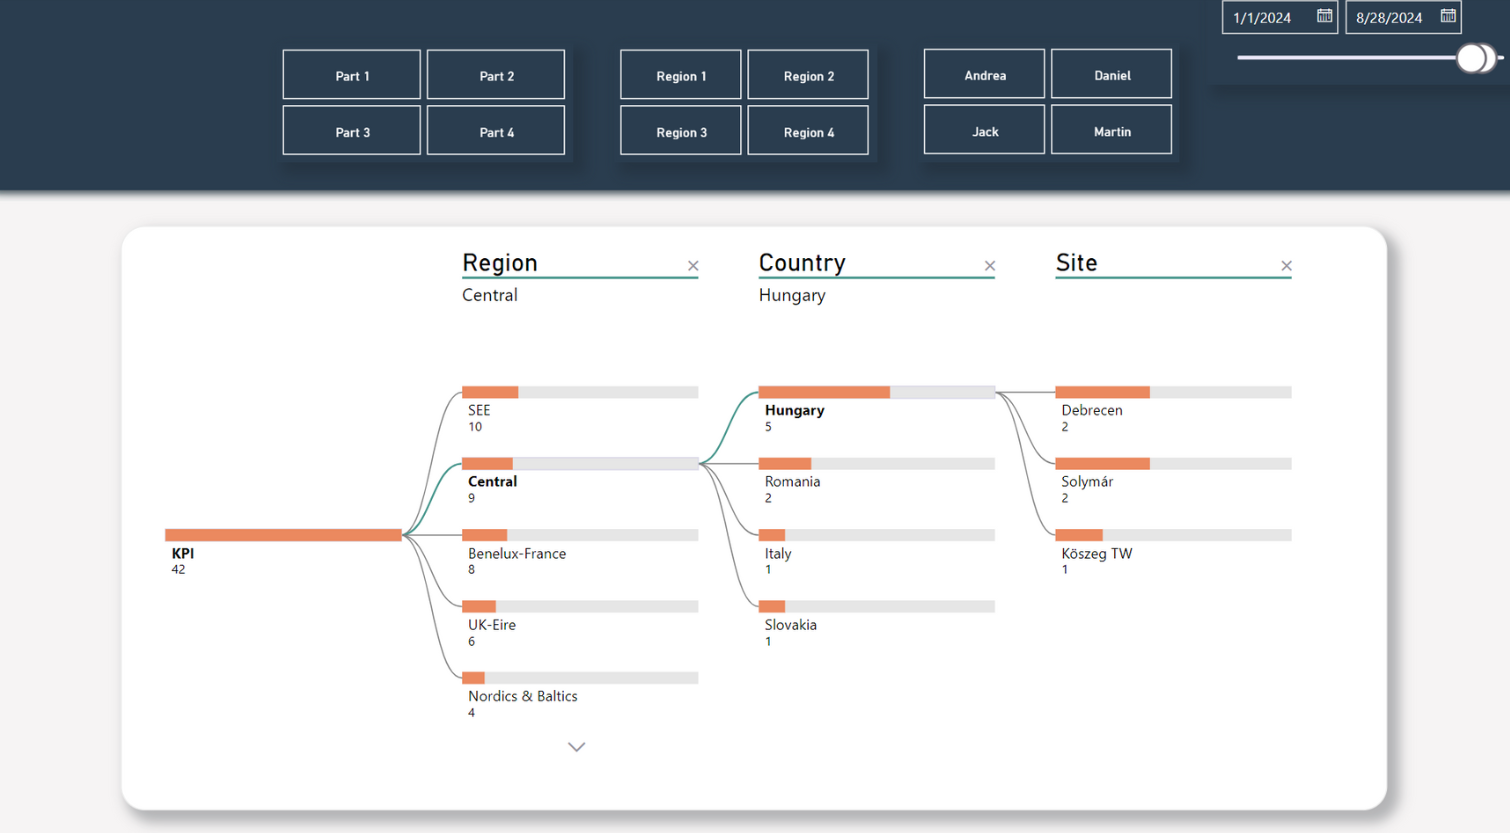 1/1/2024 8/28/2024
Part 1 Part 2 Region 1 Region 2 Andrea Daniel
Part 3 Part 4 Region 3 Region 4 Jack Martin
Region Country Site
Central Hungary
SEE Hungary Debrecen
10 5 2
Central Romania Solymár
9 2 2
KPI Benelux-France Italy Köszeg TW
42 8 1 1
UK-Eire Slovakia
6 1
Nordics & Baltics
4